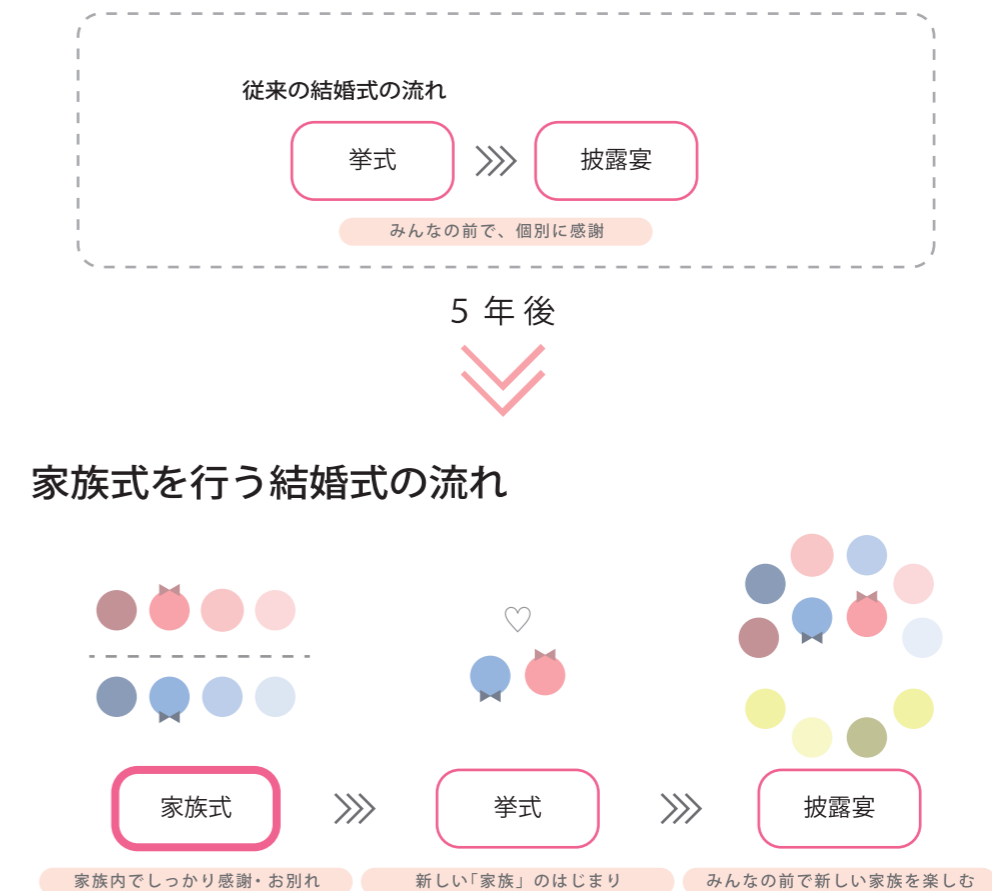 従来の結婚式の流れ
挙式
披露宴
みんなの前で、個別に感謝
5年後
家族式を行う結婚式の流れ
家族式
挙式
披露宴
家族内でしっかり感謝・お別れ
新しい「家族」のはじまり
みんなの前で新しい家族を楽しむ